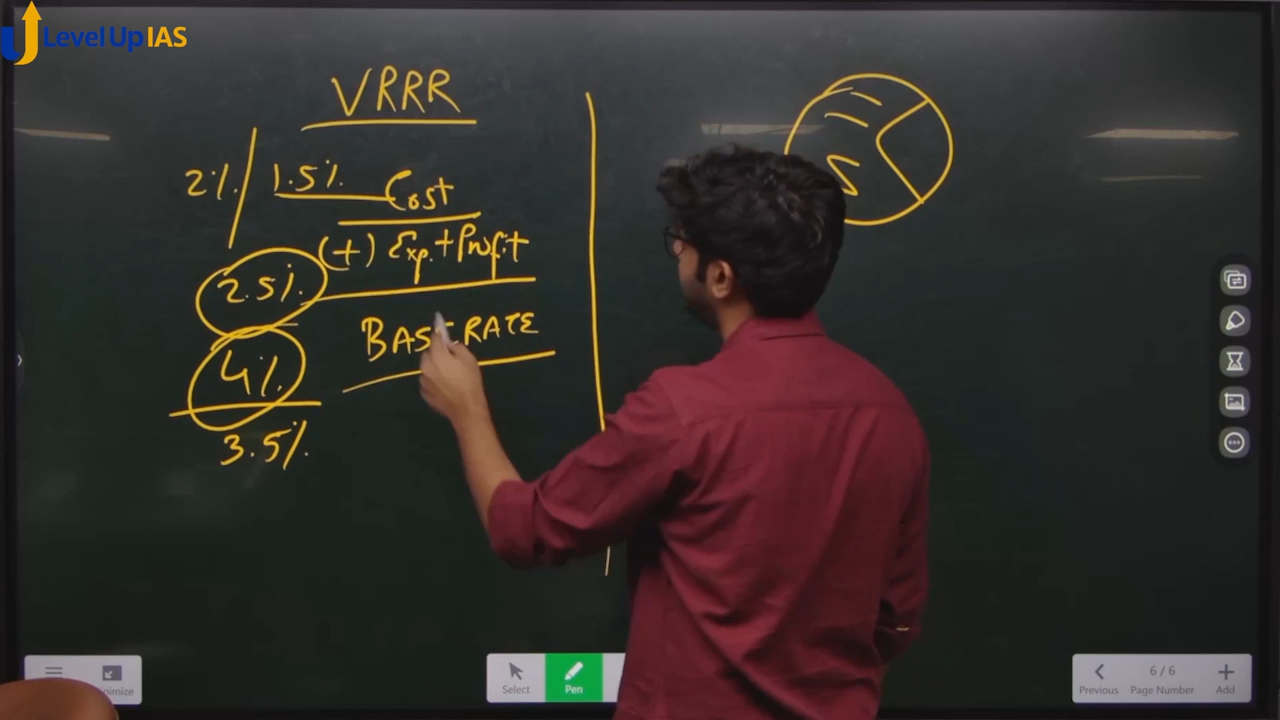 Level Up IAS
VRRR
2% 1.5% Cost
(+) Exp. + Profit
2.5%
BASE RATE
4%
3.5%
Select
Pen
Previous
6 / 6
Page Number
Add